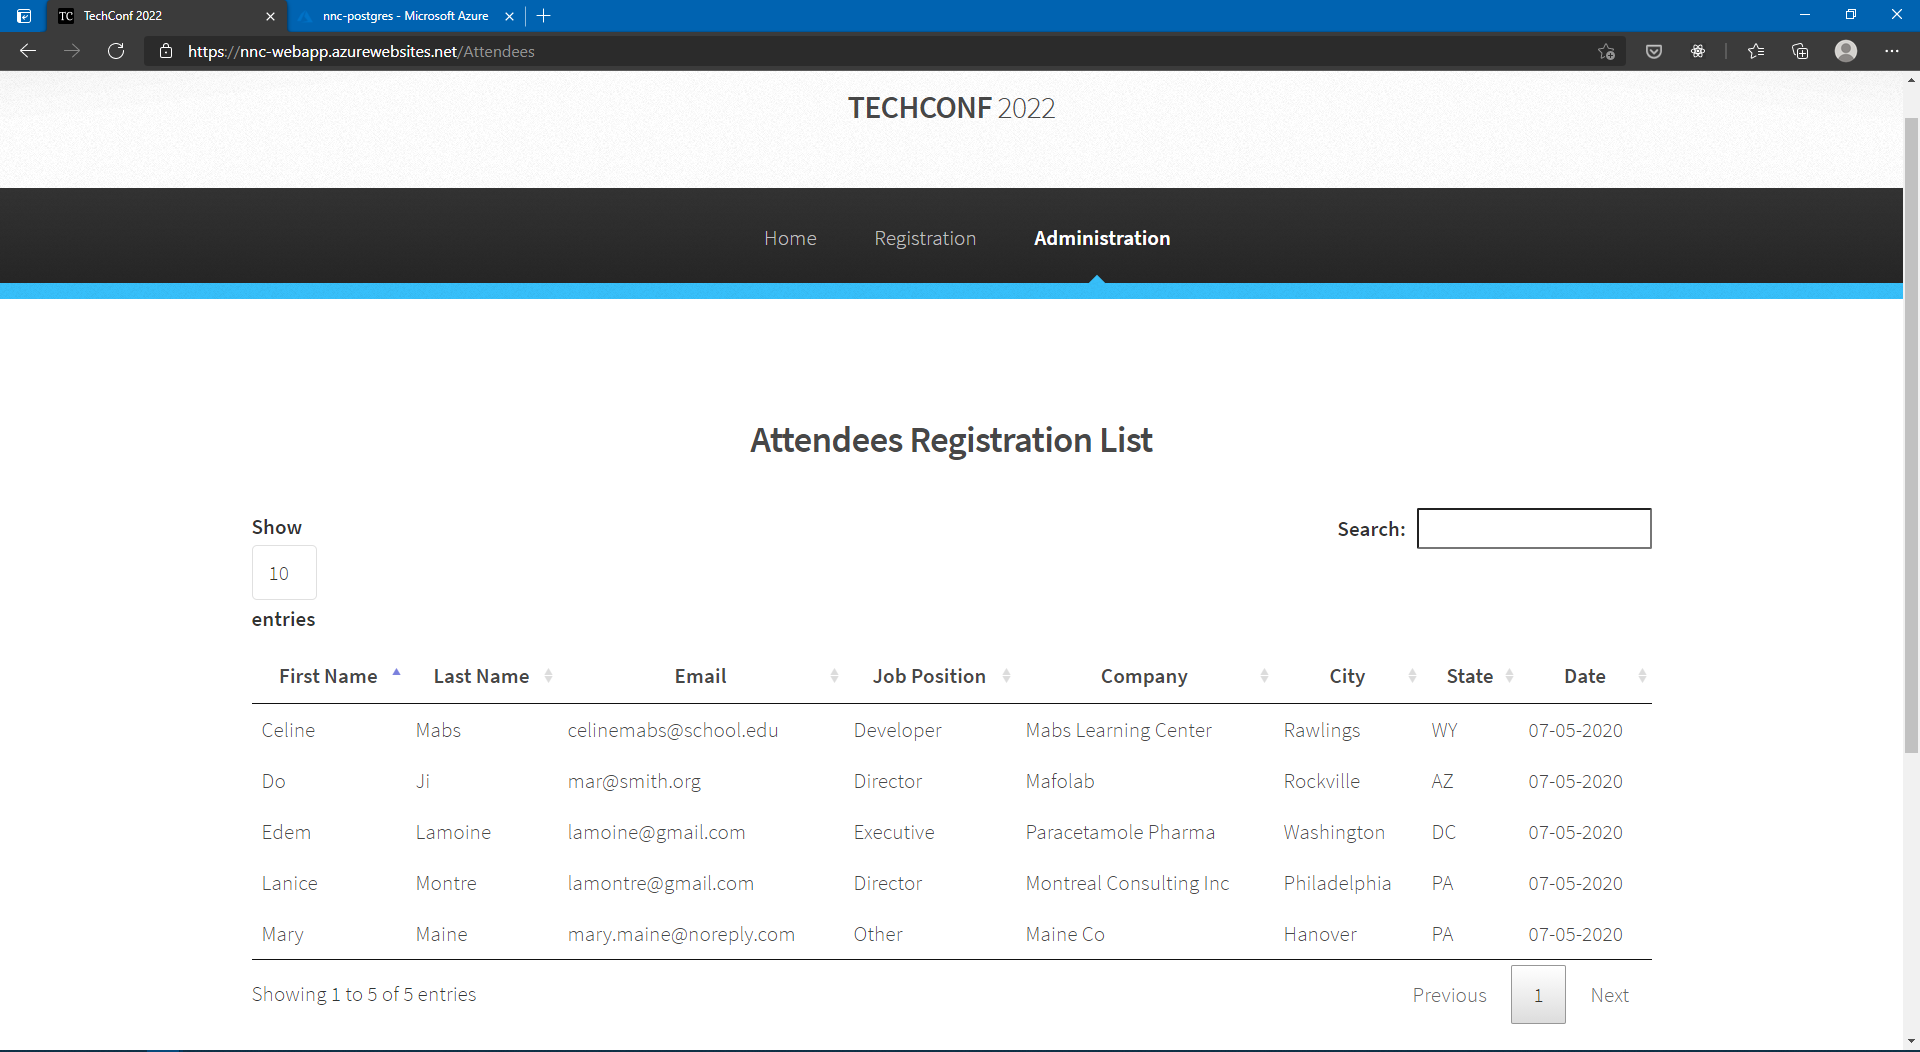 TechConf 2022
nnc-postgres - Microsoft Azure
https://nnc-webapp.azurewebsites.net/Attendees
TECHCONF 2022
Home Registration Administration
Attendees Registration List
Show
10
entries
Search:
First Name Last Name Email Job Position Company City State Date
Celine Mabs celinemabs@school.edu Developer Mabs Learning Center Rawlings WY 07-05-2020
Do Ji mar@smith.org Director Mafolab Rockville AZ 07-05-2020
Edem Lamoine lamoine@gmail.com Executive Paracetamole Pharma Washington DC 07-05-2020
Lanice Montre lamontre@gmail.com Director Montreal Consulting Inc Philadelphia PA 07-05-2020
Mary Maine mary.maine@noreply.com Other Maine Co Hanover PA 07-05-2020
Showing 1 to 5 of 5 entries
Previous 1 Next